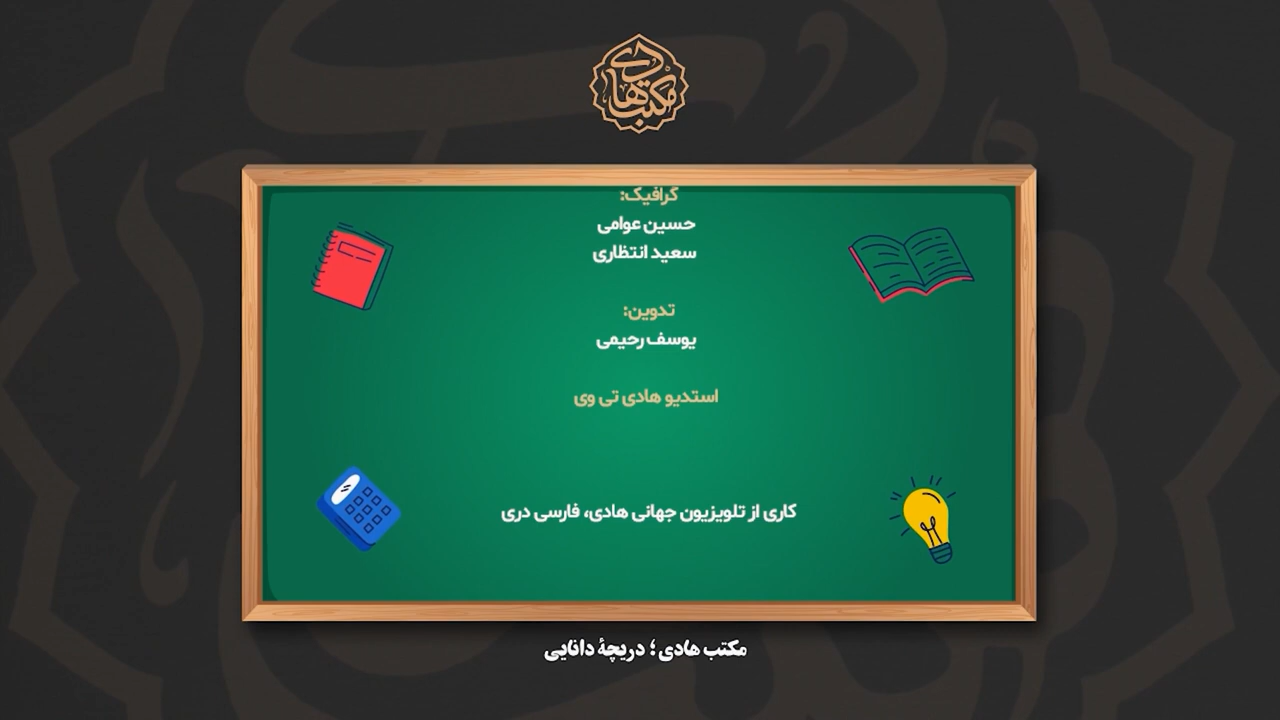 مکتب هادی
گرافیک:
حسین عوامی
سعید انتظاری
تدوین:
یوسف رحیمی
استدیو هادی تی وی
کاری از تلویزیون جهانی هادی، فارسی دری
مکتب هادی؛ دریچهٔ دانایی